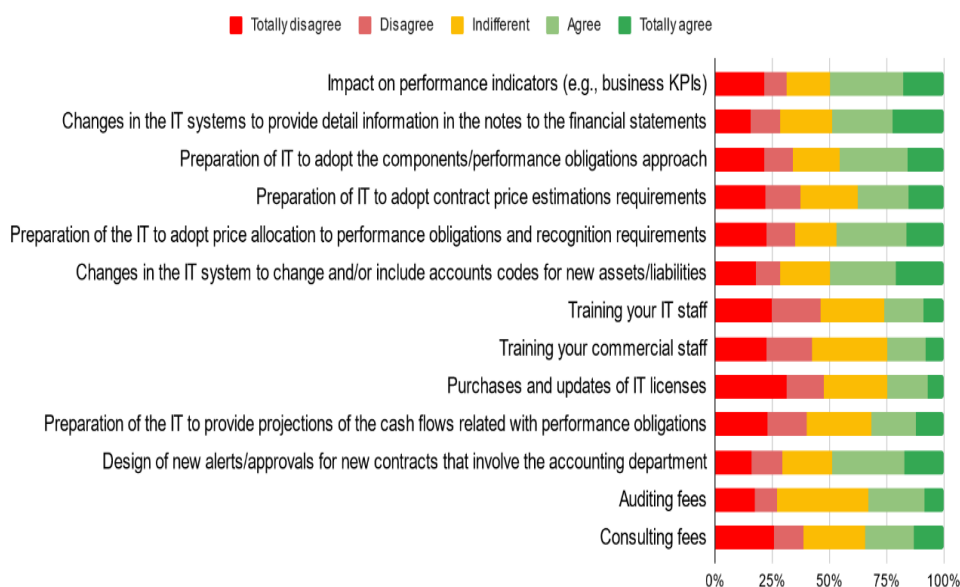 Totally disagree Disagree Indifferent Agree Totally agree
Impact on performance indicators (e.g., business KPIs)
Changes in the IT systems to provide detail information in the notes to the financial statements
Preparation of IT to adopt the components/performance obligations approach
Preparation of IT to adopt contract price estimations requirements
Preparation of the IT to adopt price allocation to performance obligations and recognition requirements
Changes in the IT system to change and/or include accounts codes for new assets/liabilities
Training your IT staff
Training your commercial staff
Purchases and updates of IT licenses
Preparation of the IT to provide projections of the cash flows related with performance obligations
Design of new alerts/approvals for new contracts that involve the accounting department
Auditing fees
Consulting fees
0% 25% 50% 75% 100%